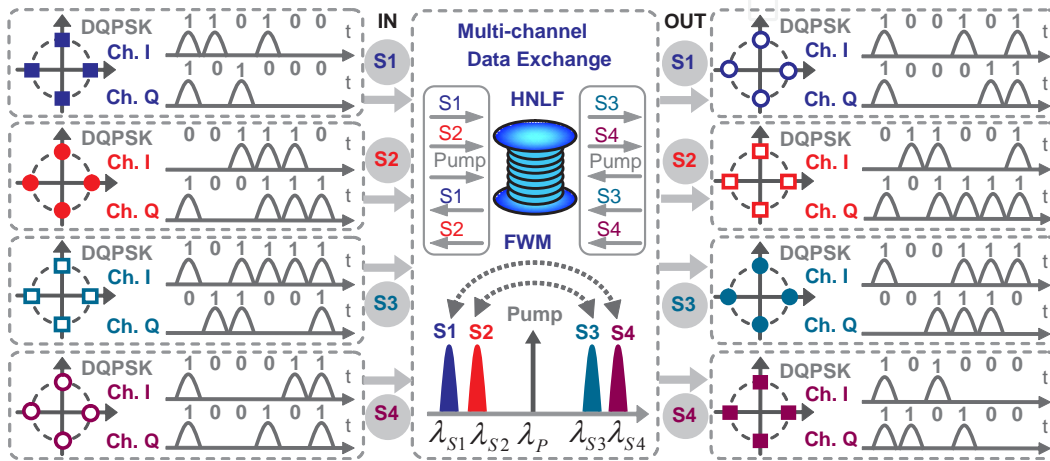 DQPSK 1 1 0 1 0 0 t
Ch. I
1 0 1 0 0 0 t
Ch. Q
DQPSK 0 0 1 1 1 0 t
Ch. I
1 0 0 1 1 1 t
Ch. Q
DQPSK 1 0 1 1 1 1 t
Ch. I
0 1 1 0 0 1 t
Ch. Q
DQPSK 1 0 0 0 1 1 t
Ch. I
1 0 0 1 0 1 t
Ch. Q
IN
S1
S2
S3
S4
Multi-channel
Data Exchange
HNLF
S1
S2
Pump
S1
S2
S3
S4
Pump
S3
S4
FWM
Pump
S1 S2 S3 S4
λS1 λS2 λP λS3 λS4
OUT
S1
S2
S3
S4
DQPSK 1 0 0 1 0 1 t
Ch. I
1 0 0 0 1 1 t
Ch. Q
DQPSK 0 1 1 0 0 1 t
Ch. I
1 0 1 1 1 1 t
Ch. Q
DQPSK 1 0 0 1 1 1 t
Ch. I
0 0 1 1 1 0 t
Ch. Q
DQPSK 1 0 1 0 0 0 t
Ch. I
1 1 0 1 0 0 t
Ch. Q